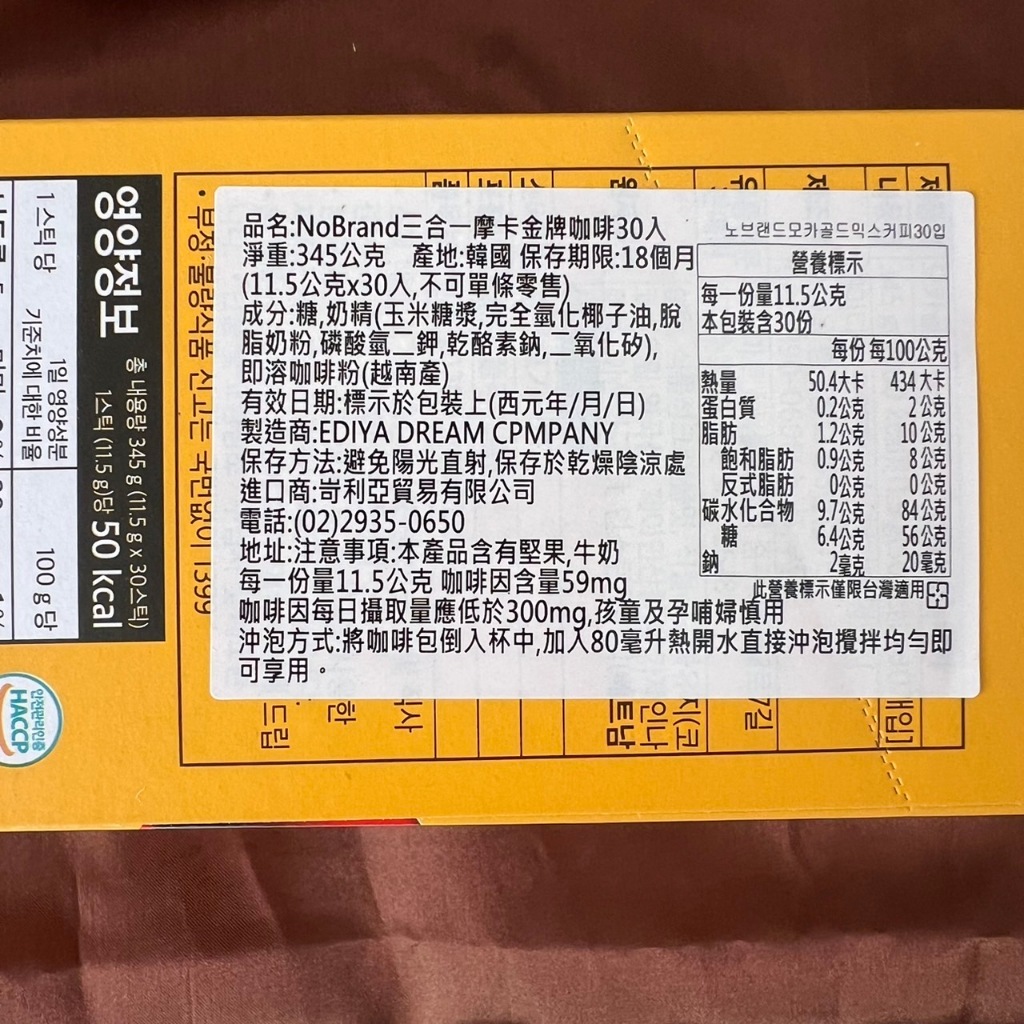 品名:NoBrand三合一摩卡金牌咖啡30入
淨重:345公克 產地:韓國 保存期限:18個月
(11.5公克x30入,不可單條零售)
成分:糖,奶精(玉米糖漿,完全氫化椰子油,脫
脂奶粉,磷酸氫二鉀,乾酪素鈉,二氧化矽),
即溶咖啡粉(越南產)
有效日期:標示於包裝上(西元年/月/日)
製造商:EDIYA DREAM CPMPANY
保存方法:避免陽光直射,保存於乾燥陰涼處
進口商:岢利亞貿易有限公司
電話:(02)2935-0650
地址:注意事項:本產品含有堅果,牛奶
每一份量11.5公克 咖啡因含量59mg
咖啡因每日攝取量應低於300mg,孩童及孕哺婦慎用
沖泡方式:將咖啡包倒入杯中,加入80毫升熱開水直接沖泡攪拌均勻即
可享用。
노브랜드모카골드믹스커피30입
營養標示
每一份量11.5公克
本包裝含30份
每份 每100公克
熱量 50.4大卡 434大卡
蛋白質 0.2公克 2公克
脂肪 1.2公克 10公克
飽和脂肪 0.9公克 8公克
反式脂肪 0公克 0公克
碳水化合物 9.7公克 84公克
糖 6.4公克 56公克
鈉 2毫克 20毫克
此營養標示僅限台灣適用
영양정보
총 내용량 345 g (11.5 g x 30스틱)
1스틱 (11.5 g)당 50 kcal
1스틱 당
1일 영양성분
기준치에 대한 비율
100 g 당
• 부정·불량식품 신고는 국번없이 1399
안전관리인증
HACCP